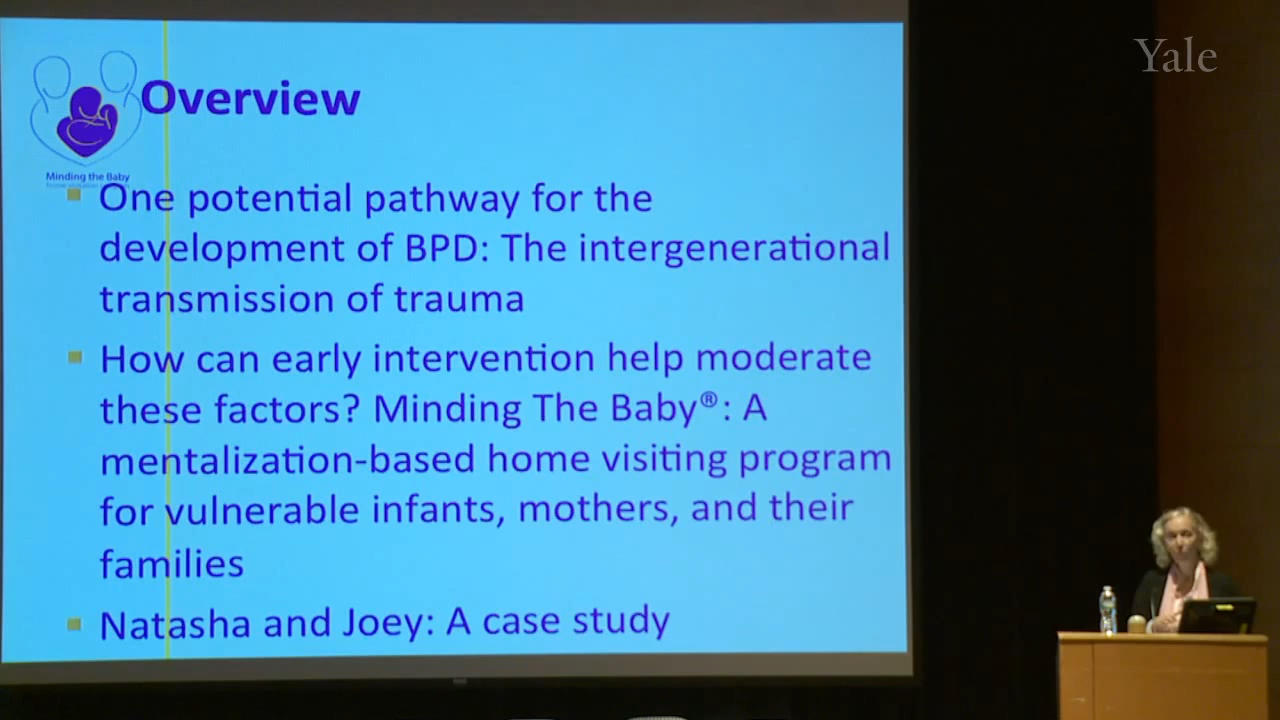 Yale
Overview
Minding the Baby
One potential pathway for the
development of BPD: The intergenerational
transmission of trauma
How can early intervention help moderate
these factors? Minding The Baby®: A
mentalization-based home visiting program
for vulnerable infants, mothers, and their
families
Natasha and Joey: A case study